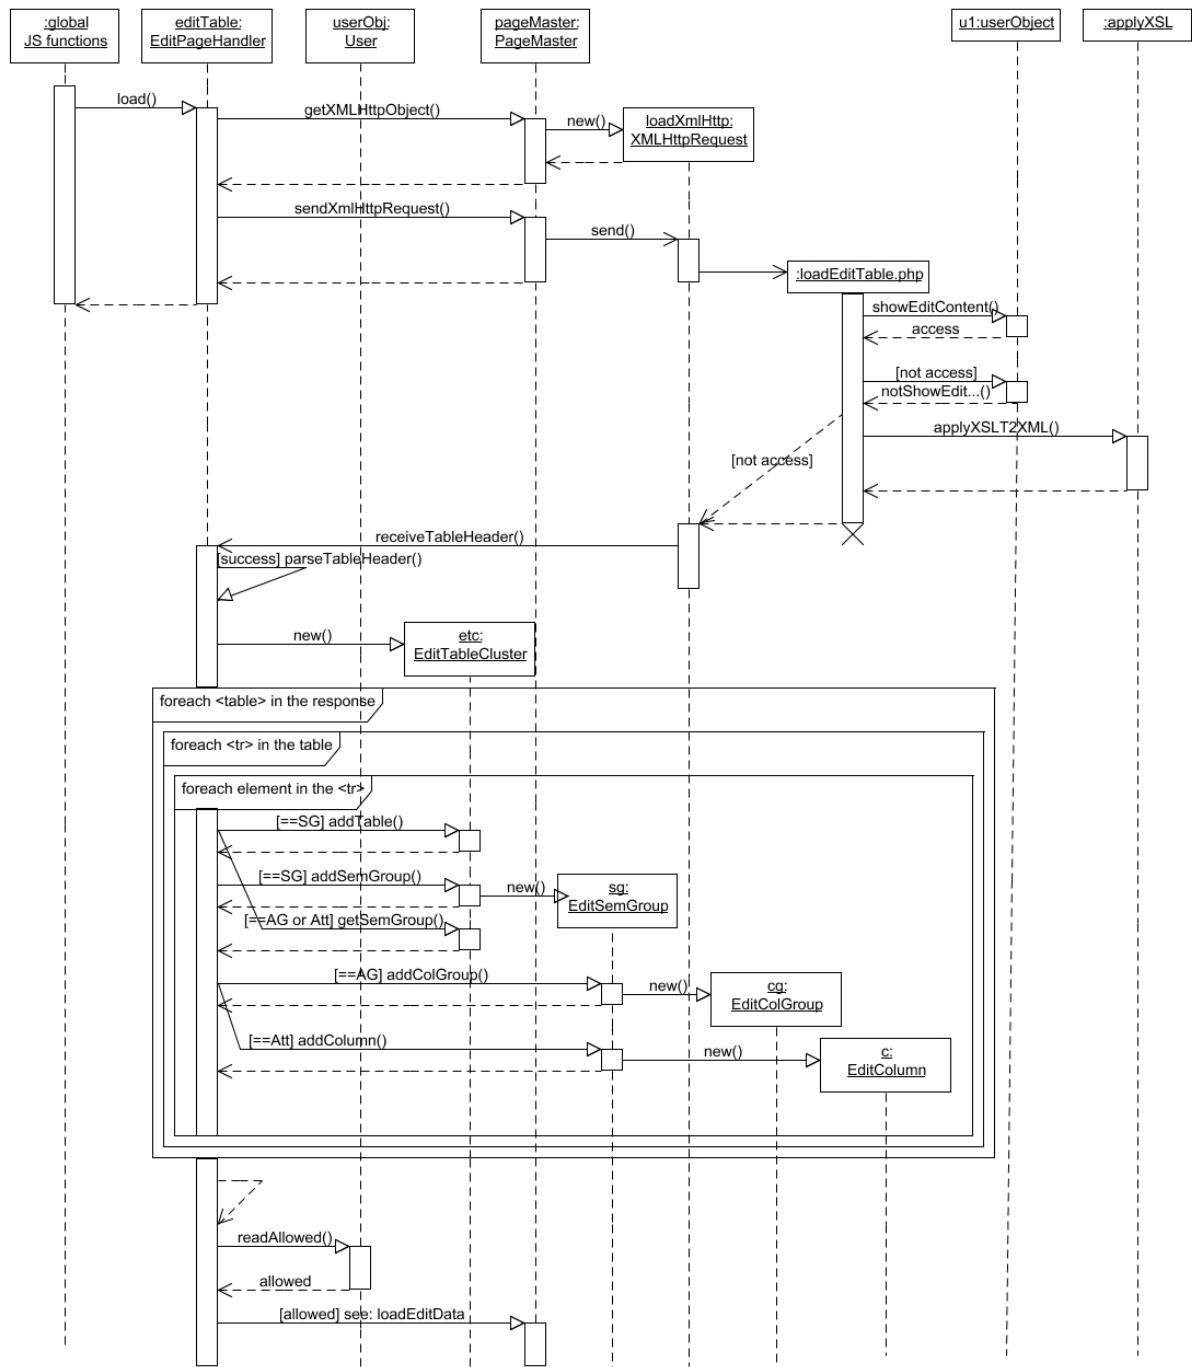 :global
JS functions
editTable:
EditPageHandler
userObj:
User
pageMaster:
PageMaster
u1:userObject
:applyXSL
load()
getXMLHttpObject()
new()
loadXmlHttp:
XMLHttpRequest
sendXmlHttpRequest()
send()
:loadEditTable.php
showEditContent()
access
[not access]
notShowEdit...()
applyXSLT2XML()
[not access]
receiveTableHeader()
[success] parseTableHeader()
new()
etc:
EditTableCluster
foreach <table> in the response
foreach <tr> in the table
foreach element in the <tr>
[==SG] addTable()
[==SG] addSemGroup()
new()
sg:
EditSemGroup
[==AG or Att] getSemGroup()
[==AG] addColGroup()
new()
cg:
EditColGroup
[==Att] addColumn()
new()
c:
EditColumn
readAllowed()
allowed
[allowed] see: loadEditData